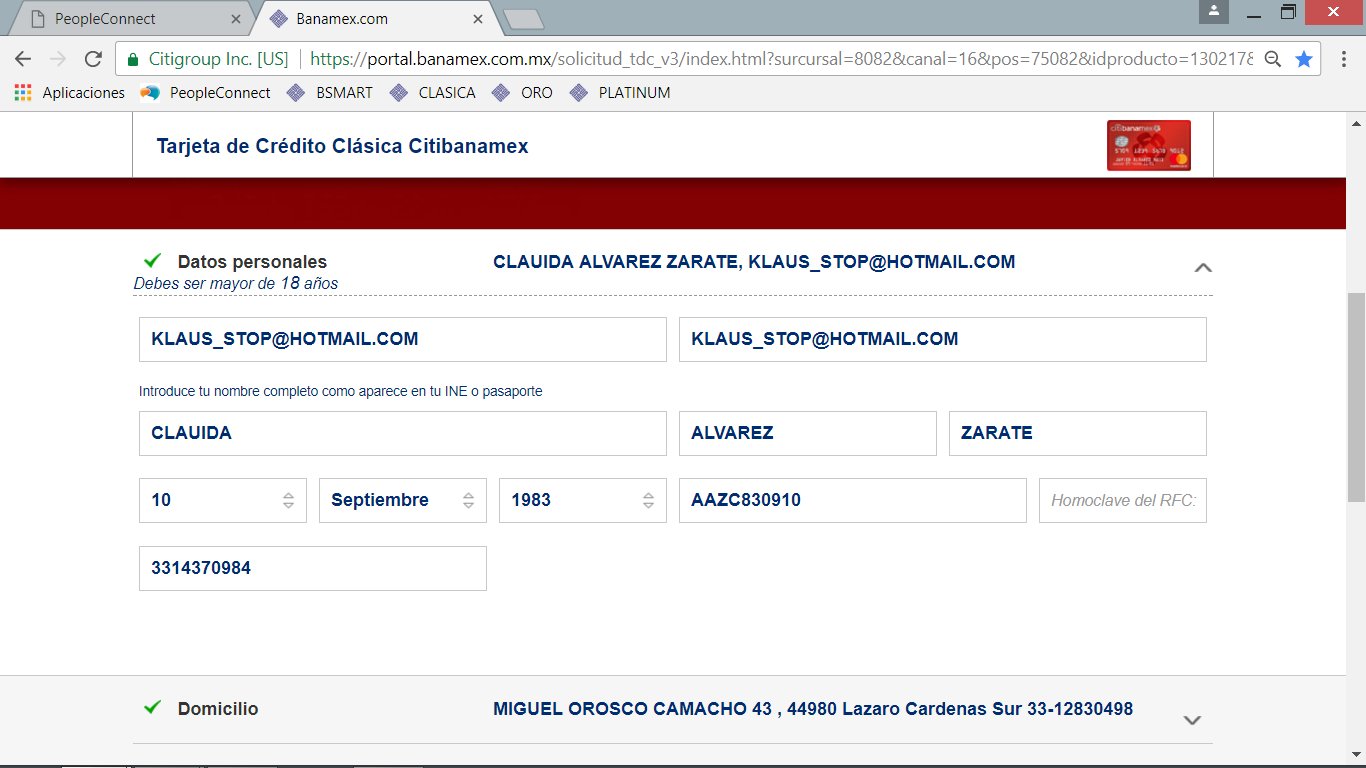 PeopleConnect
Banamex.com
Citigroup Inc. [US] https://portal.banamex.com.mx/solicitud_tdc_v3/index.html?sursursal=8082&canal=16&pos=75082&idproducto=130217&
Aplicaciones PeopleConnect BSMART CLASICA ORO PLATINUM
Tarjeta de Crédito Clásica Citibanamex
citibanamex
Datos personales CLAUIDA ALVAREZ ZARATE, KLAUS_STOP@HOTMAIL.COM
Debes ser mayor de 18 años
KLAUS_STOP@HOTMAIL.COM KLAUS_STOP@HOTMAIL.COM
Introduce tu nombre completo como aparece en tu INE o pasaporte
CLAUIDA ALVAREZ ZARATE
10 Septiembre 1983 AAZC830910 Homoclave del RFC:
3314370984
Domicilio MIGUEL OROSCO CAMACHO 43 , 44980 Lazaro Cardenas Sur 33-12830498